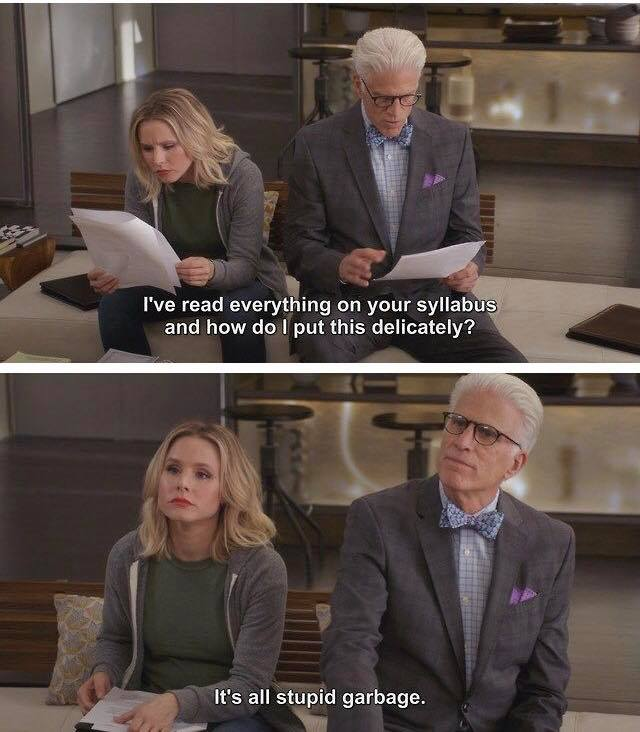 I've read everything on your syllabus
and how do I put this delicately?
It's all stupid garbage.